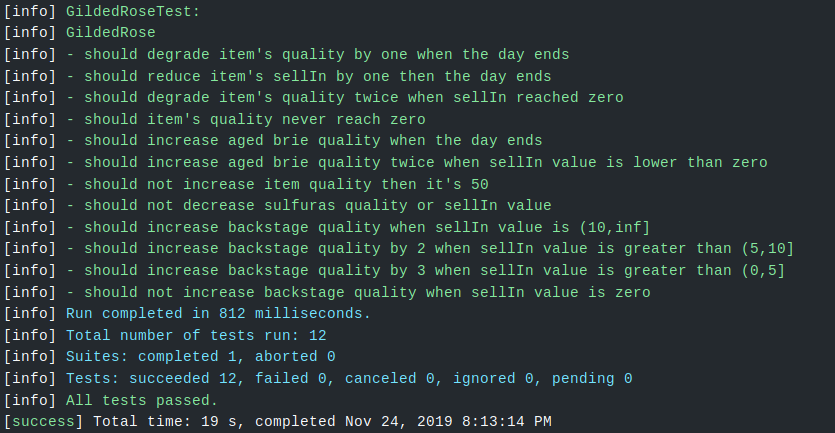 [info] GildedRoseTest:
[info] GildedRose
[info] - should degrade item's quality by one when the day ends
[info] - should reduce item's sellIn by one then the day ends
[info] - should degrade item's quality twice when sellIn reached zero
[info] - should item's quality never reach zero
[info] - should increase aged brie quality when the day ends
[info] - should increase aged brie quality twice when sellIn value is lower than zero
[info] - should not increase item quality then it's 50
[info] - should not decrease sulfuras quality or sellIn value
[info] - should increase backstage quality when sellIn value is (10,inf]
[info] - should increase backstage quality by 2 when sellIn value is greater than (5,10]
[info] - should increase backstage quality by 3 when sellIn value is greater than (0,5]
[info] - should not increase backstage quality when sellIn value is zero
[info] Run completed in 812 milliseconds.
[info] Total number of tests run: 12
[info] Suites: completed 1, aborted 0
[info] Tests: succeeded 12, failed 0, canceled 0, ignored 0, pending 0
[info] All tests passed.
[success] Total time: 19 s, completed Nov 24, 2019 8:13:14 PM